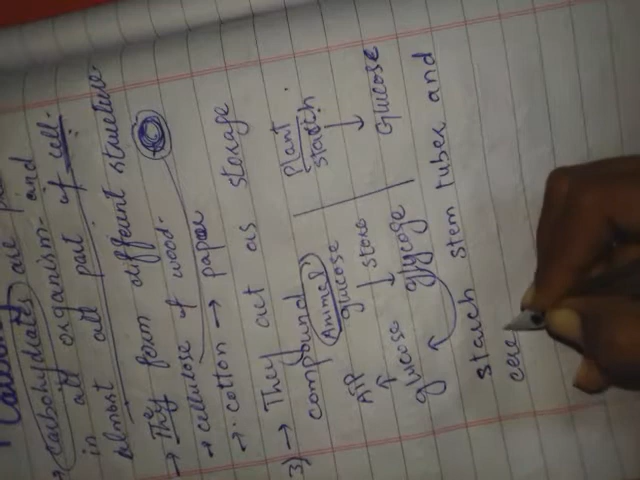 carbohydrates are
in all organism and
almost all part of cell.
→ They form different structure.
→ cellulose of wood.
→ cotton → paper
3) → They act as storage
compound
Animal
Plant
glucose
starch
ATP
↓ store
↓
↑
glucose
glycoge
Glucose
starch stem tuber and
cere